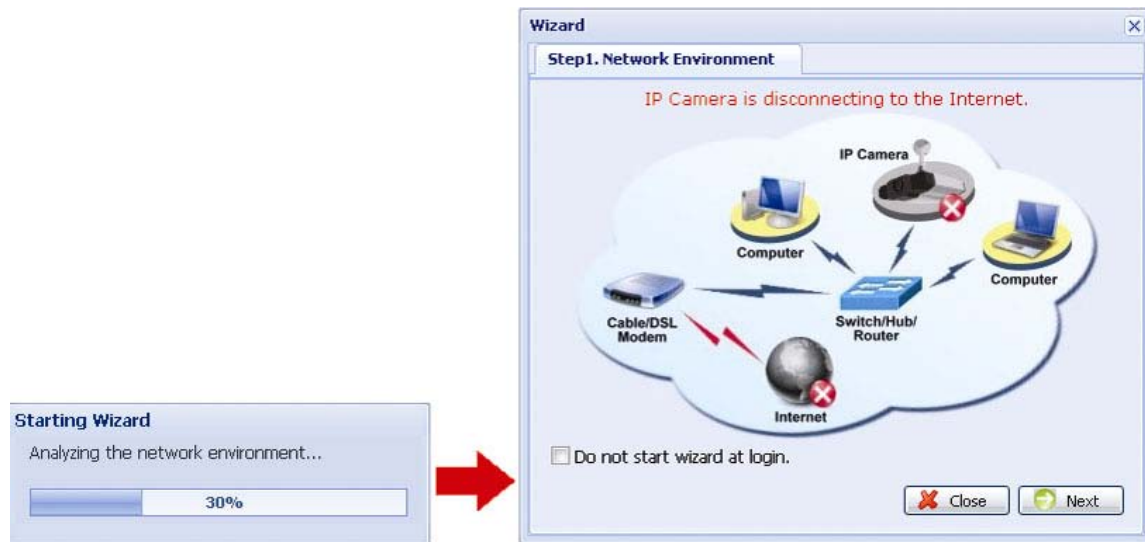 Starting Wizard
Analyzing the network environment...
30%
Wizard
Step1. Network Environment
IP Camera is disconnecting to the Internet.
IP Camera
Computer
Computer
Cable/DSL
Modem
Switch/Hub/
Router
Internet
Do not start wizard at login.
Close
Next